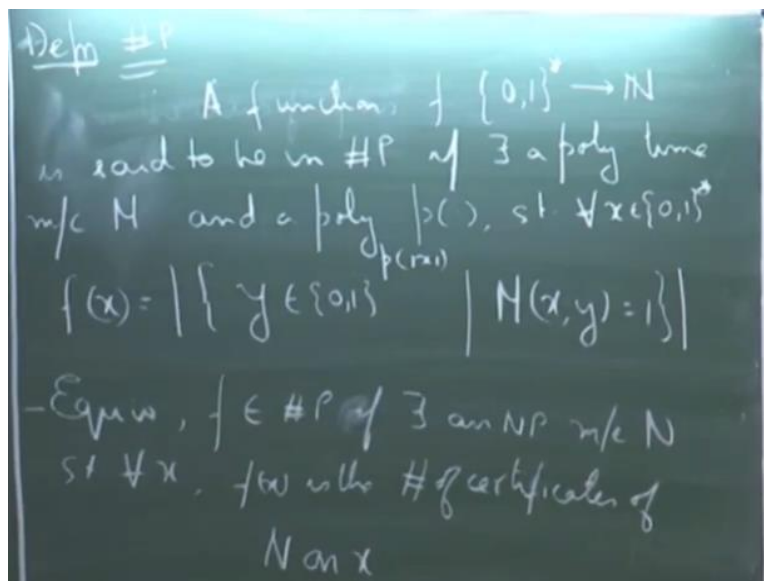 Defn #P
A function f {0,1}* → N
is said to be in #P if ∃ a poly time
m/c M and a poly p(), st. ∀x∈{0,1}*
f(x) = |{ y ∈ {0,1}^p(|x|) | M(x,y) = 1}|
- Equiv, f ∈ #P if ∃ an NP m/c N
st ∀x, f(x) is the # of certificates of
N on x